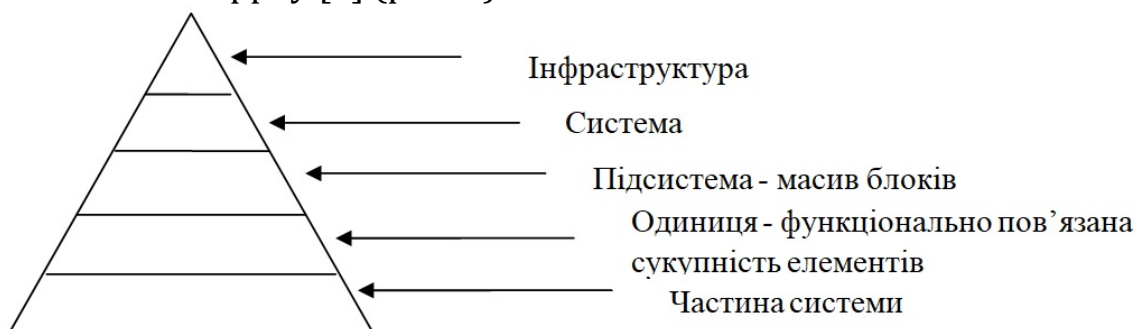 Інфраструктура
Система
Підсистема - масив блоків
Одиниця - функціонально пов’язана
сукупність елементів
Частина системи